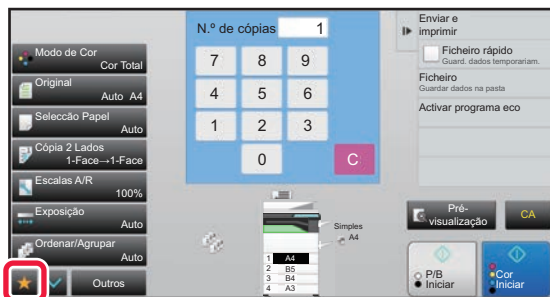 N.º de cópias 1
7 8 9
4 5 6
1 2 3
0 C
Modo de Cor
Cor Total
Original
Auto A4
Seleccão Papel
Auto
Cópia 2 Lados
1-Face→1-Face
Escalas A/R
100%
Exposição
Auto
Ordenar/Agrupar
Auto
Outros
Simples
A4
1 A4
2 B5
3 B4
4 A3
Enviar e
imprimir
Ficheiro rápido
Guard. dados temporariam.
Ficheiro
Guardar dados na pasta
Activar programa eco
Pré-
visualização
CA
P/B
Iniciar
Cor
Iniciar